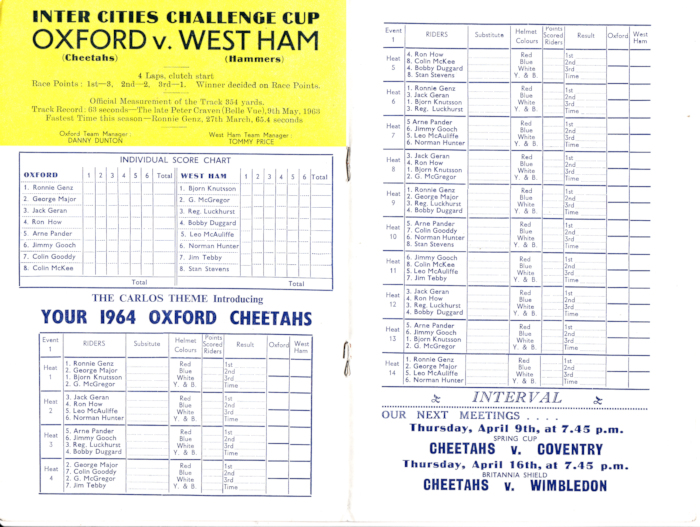 INTER CITIES CHALLENGE CUP
OXFORD v. WEST HAM
(Cheetahs) (Hammers)
4 Laps, clutch start
Race Points: 1st—3, 2nd—2, 3rd—1. Winner decided on Race Points.
Official Measurement of the Track 354 yards.
Track Record: 63 seconds—The late Peter Craven (Belle Vue), 9th May, 1963
Fastest Time this season—Ronnie Genz, 27th March, 65.4 seconds
Oxford Team Manager: West Ham Team Manager:
DANNY DUNTON TOMMY PRICE
INDIVIDUAL SCORE CHART
OXFORD 1 2 3 4 5 6 Total WEST HAM 1 2 3 4 5 6 Total
1. Ronnie Genz 1. Bjorn Knutsson
2. George Major 2. G. McGregor
3. Jack Geran 3. Reg. Luckhurst
4. Ron How 4. Bobby Duggard
5. Arne Pander 5. Leo McAuliffe
6. Jimmy Gooch 6. Norman Hunter
7. Colin Gooddy 7. Jim Tebby
8. Colin McKee 8. Stan Stevens
Total Total
THE CARLOS THEME Introducing
YOUR 1964 OXFORD CHEETAHS
Event 1 RIDERS Substitute Helmet Colours Points Scored Riders Result Oxford West Ham
Heat 1
1. Ronnie Genz Red 1st
2. George Major Blue 2nd
1. Bjorn Knutsson White 3rd
2. G. McGregor Y. & B. Time
Heat 2
3. Jack Geran Red 1st
4. Ron How Blue 2nd
5. Leo McAuliffe White 3rd
6. Norman Hunter Y. & B. Time
Heat 3
5. Arne Pander Red 1st
6. Jimmy Gooch Blue 2nd
3. Reg. Luckhurst White 3rd
4. Bobby Duggard Y. & B. Time
Heat 4
2. George Major Red 1st
7. Colin Gooddy Blue 2nd
2. G. McGregor White 3rd
7. Jim Tebby Y. & B. Time
Event 1 RIDERS Substitute Helmet Colours Points Scored Riders Result Oxford West Ham
Heat 5
4. Ron How Red 1st
8. Colin McKee Blue 2nd
4. Bobby Duggard White 3rd
8. Stan Stevens Y. & B. Time
Heat 6
1. Ronnie Genz Red 1st
3. Jack Geran Blue 2nd
1. Bjorn Knutsson White 3rd
3. Reg. Luckhurst Y. & B. Time
Heat 7
5 Arne Pander Red 1st
6. Jimmy Gooch Blue 2nd
5. Leo McAuliffe White 3rd
6. Norman Hunter Y. & B. Time
Heat 8
3. Jack Geran Red 1st
4. Ron How Blue 2nd
1. Bjorn Knutsson White 3rd
2. G. McGregor Y. & B. Time
Heat 9
1. Ronnie Genz Red 1st
2. George Major Blue 2nd
3. Reg. Luckhurst White 3rd
4. Bobby Duggard Y. & B. Time
Heat 10
5. Arne Pander Red 1st
7. Colin Gooddy Blue 2nd
6. Norman Hunter White 3rd
8. Stan Stevens Y. & B. Time
Heat 11
6. Jimmy Gooch Red 1st
8. Colin McKee Blue 2nd
5. Leo McAuliffe White 3rd
7. Jim Tebby Y. & B. Time
Heat 12
3. Jack Geran Red 1st
4. Ron How Blue 2nd
3. Reg. Luckhurst White 3rd
4. Bobby Duggard Y. & B. Time
Heat 13
5. Arne Pander Red 1st
6. Jimmy Gooch Blue 2nd
1. Bjorn Knutsson White 3rd
2. G. McGregor Y. & B. Time
Heat 14
1. Ronnie Genz Red 1st
2. George Major Blue 2nd
5. Leo McAuliffe White 3rd
6. Norman Hunter Y. & B. Time
INTERVAL
OUR NEXT MEETINGS . . . .
Thursday, April 9th, at 7.45 p.m.
SPRING CUP
CHEETAHS v. COVENTRY
Thursday, April 16th, at 7.45 p.m.
BRITANNIA SHIELD
CHEETAHS v. WIMBLEDON